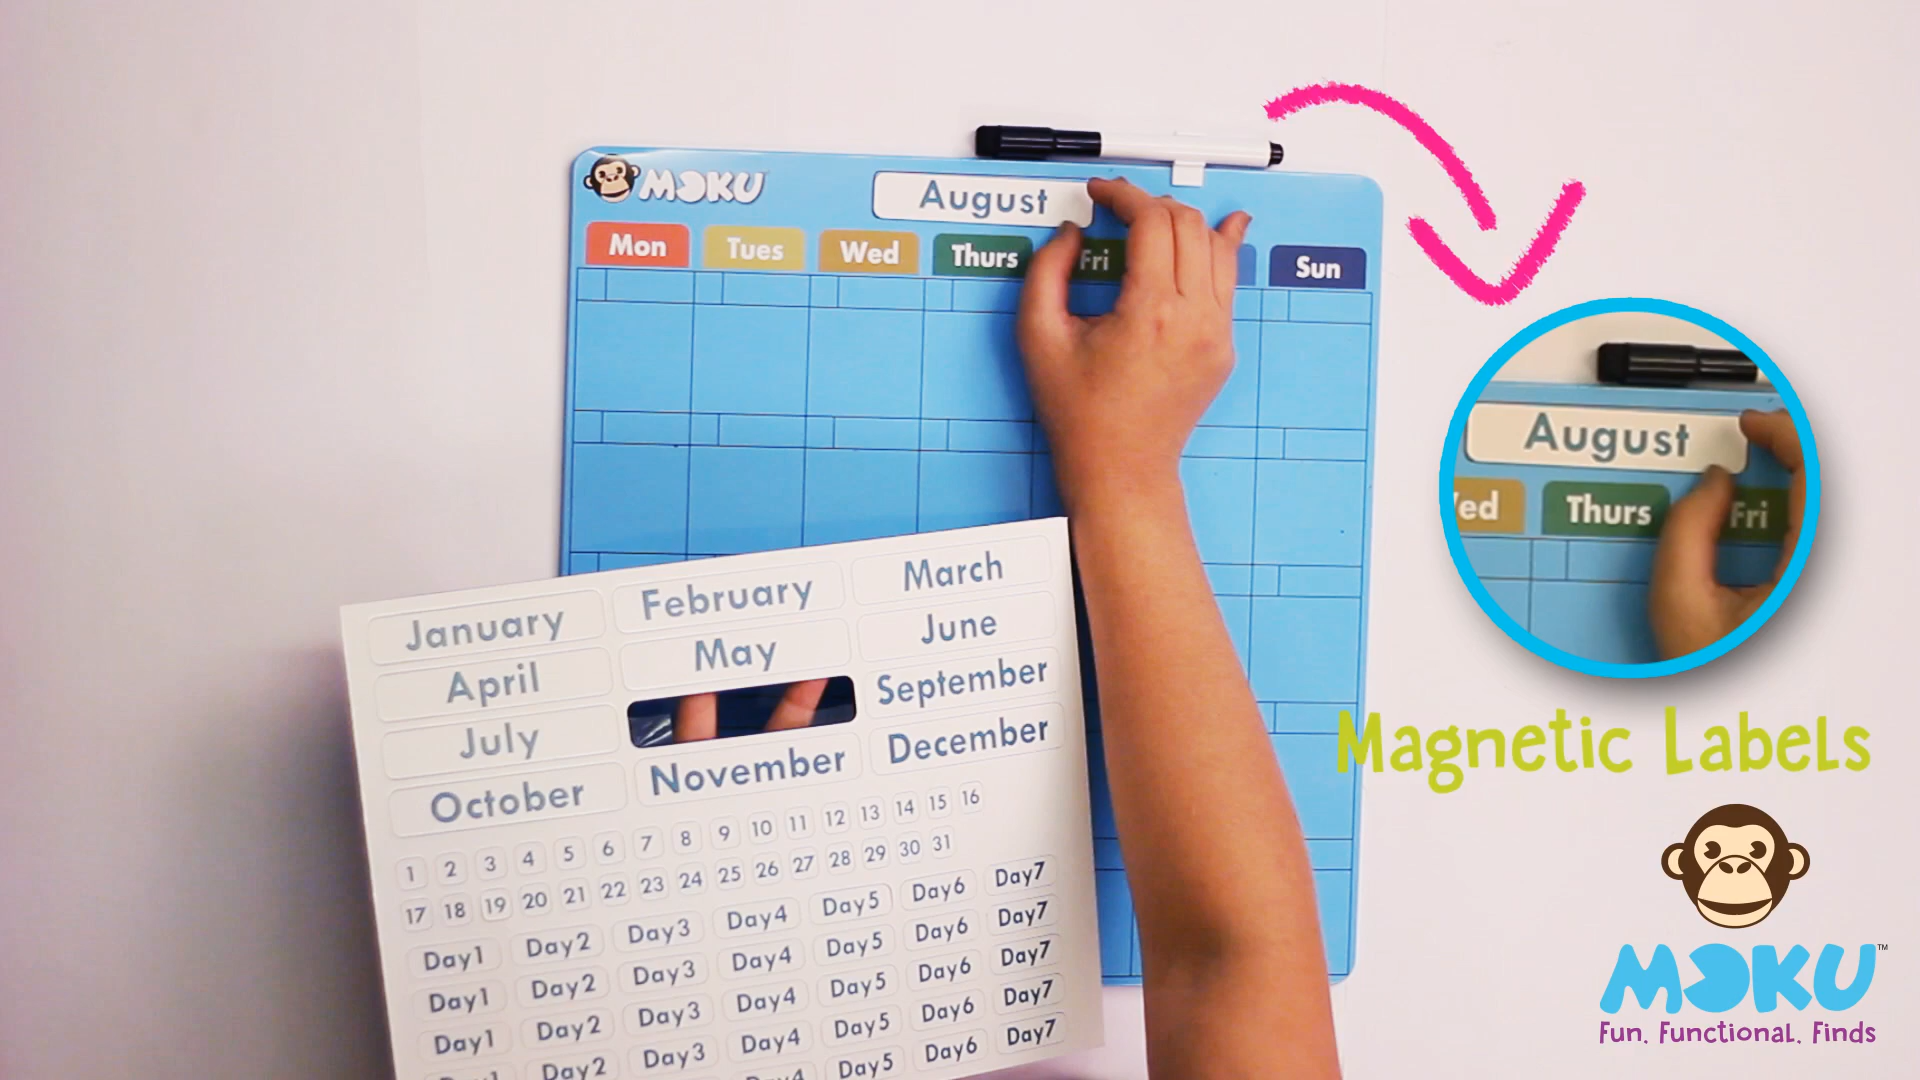 MOKU
August
Mon Tues Wed Thurs Fri Sun
August
ed Thurs Fri
Magnetic Labels
January February March
April May June
July September
October November December
1 2 3 4 5 6 7 8 9 10 11 12 13 14 15 16
17 18 19 20 21 22 23 24 25 26 27 28 29 30 31
Day1 Day2 Day3 Day4 Day5 Day6 Day7
Day1 Day2 Day3 Day4 Day5 Day6 Day7
Day1 Day2 Day3 Day4 Day5 Day6 Day7
Day2 Day3 Day4 Day5 Day6 Day7
Day5 Day6 Day7
MOKU™
Fun. Functional. Finds